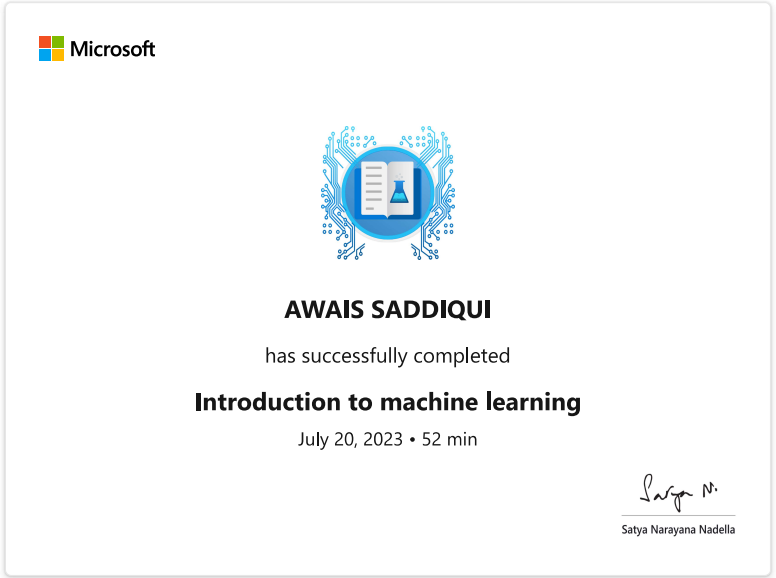 Microsoft
AWAIS SADDIQUI
has successfully completed
Introduction to machine learning
July 20, 2023 • 52 min
Satya N.
Satya Narayana Nadella